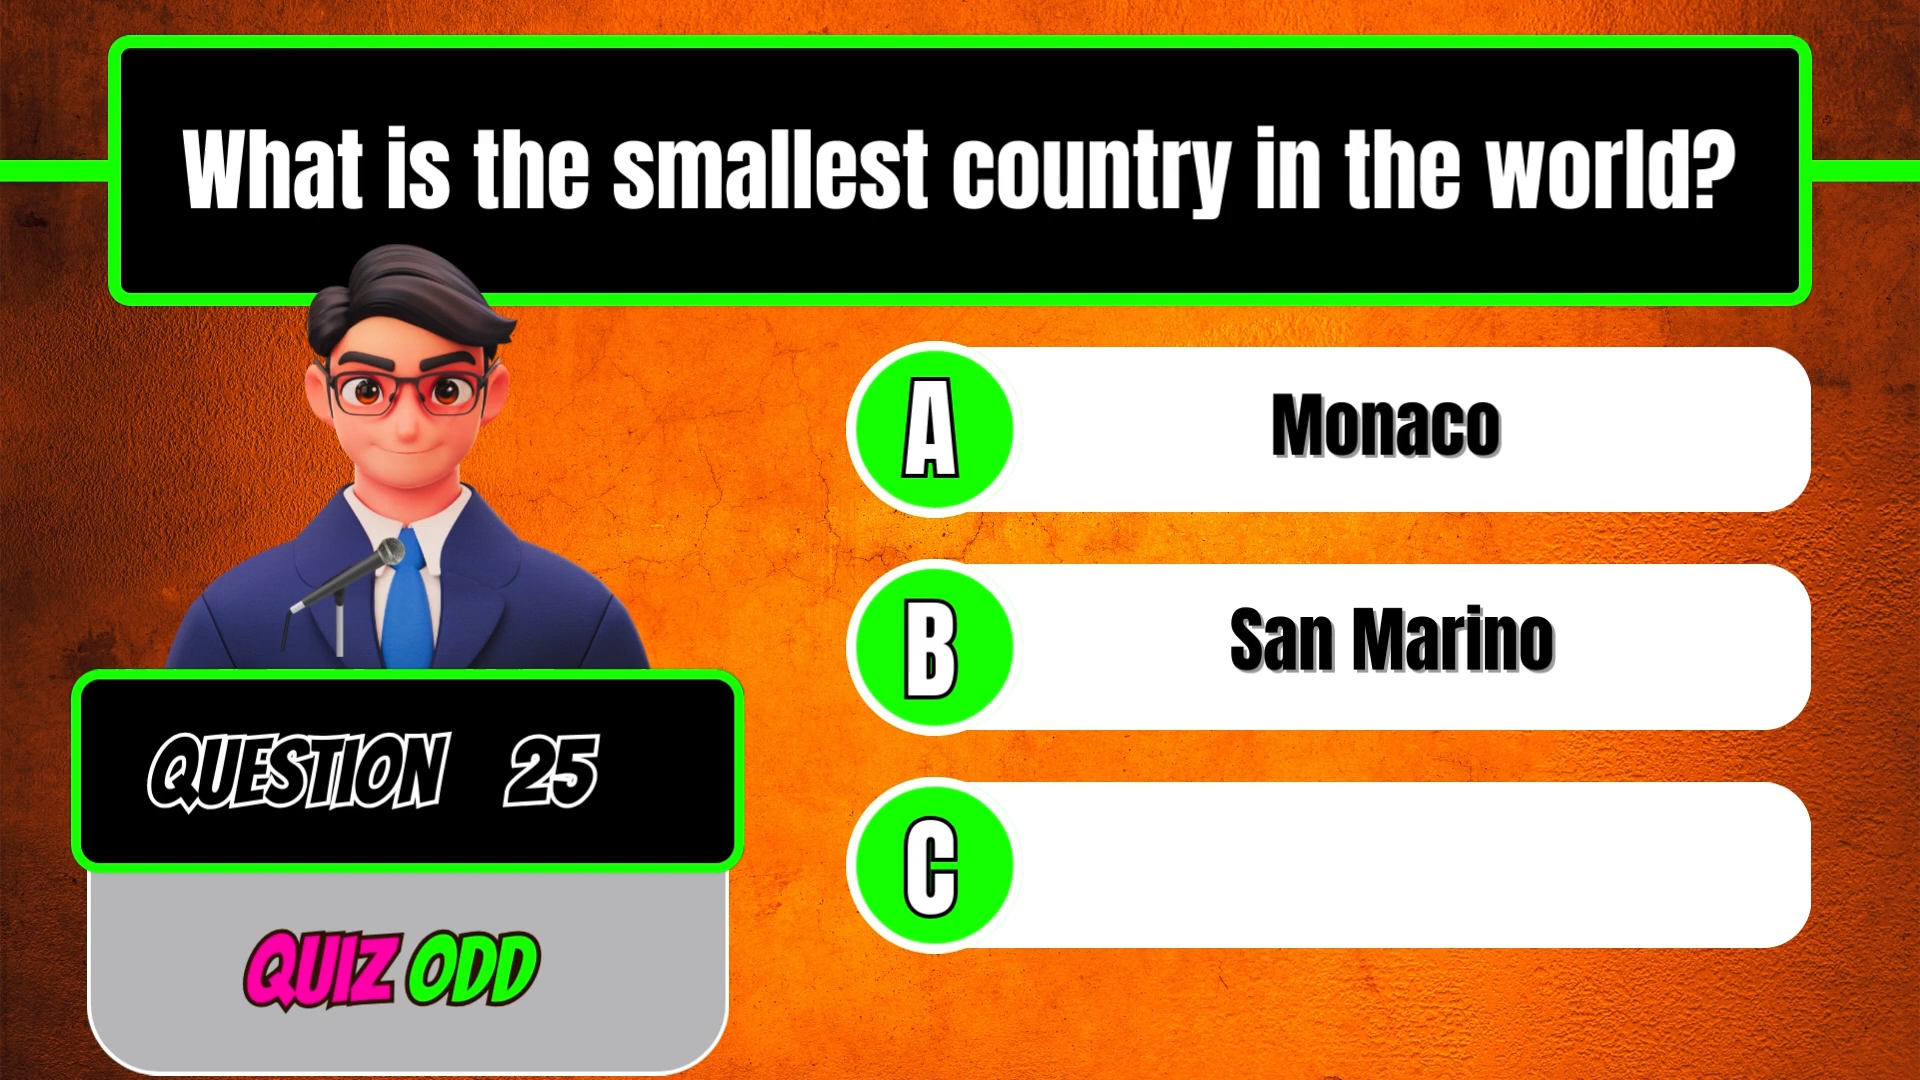 What is the smallest country in the world?
A Monaco
B San Marino
C
QUESTION 25
QUIZ ODD